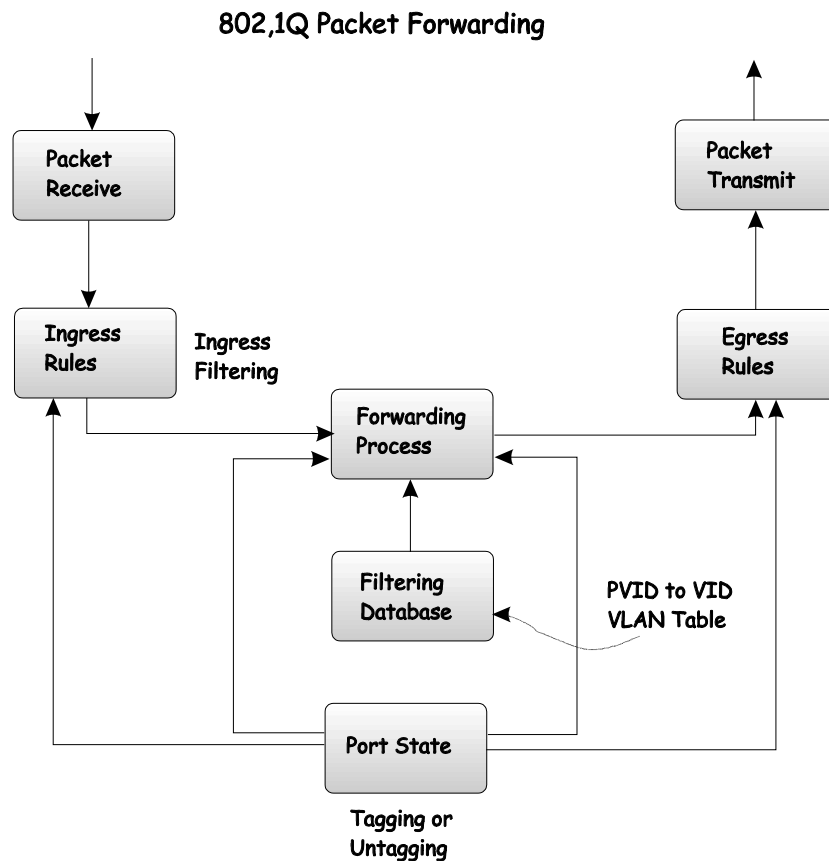 802,1Q Packet Forwarding
Packet
Receive
Packet
Transmit
Ingress
Rules
Ingress
Filtering
Egress
Rules
Forwarding
Process
Filtering
Database
PVID to VID
VLAN Table
Port State
Tagging or
Untagging